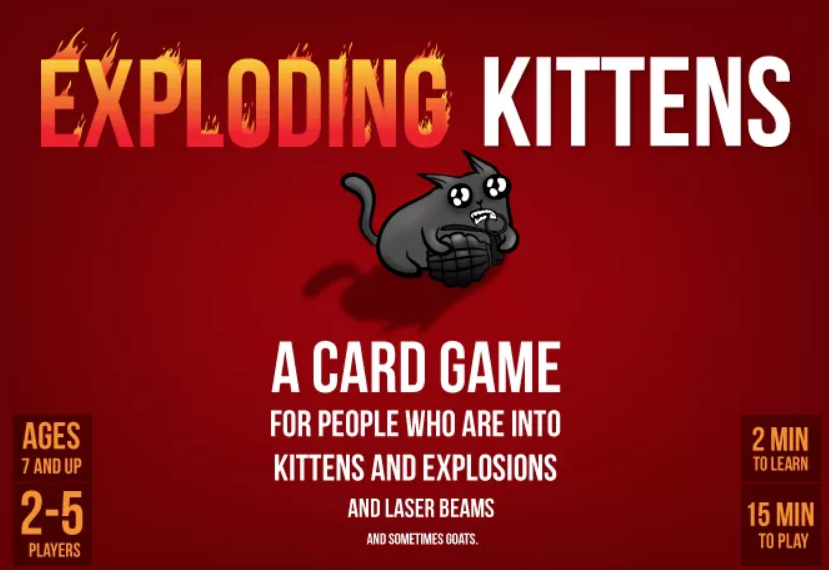 EXPLODING KITTENS
A CARD GAME
FOR PEOPLE WHO ARE INTO
KITTENS AND EXPLOSIONS
AND LASER BEAMS
AND SOMETIMES GOATS.
AGES
7 AND UP
2-5
PLAYERS
2 MIN
TO LEARN
15 MIN
TO PLAY